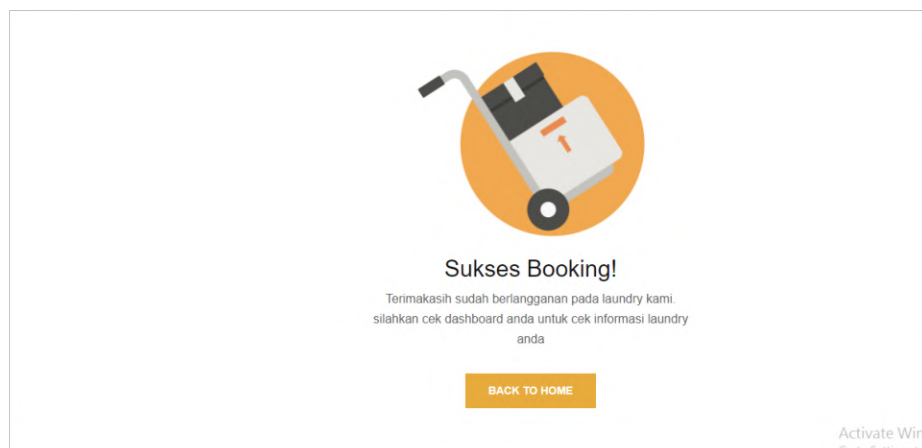 Sukses Booking!
Terimakasih sudah berlangganan pada laundry kami.
silahkan cek dashboard anda untuk cek informasi laundry
anda
BACK TO HOME
Activate Win